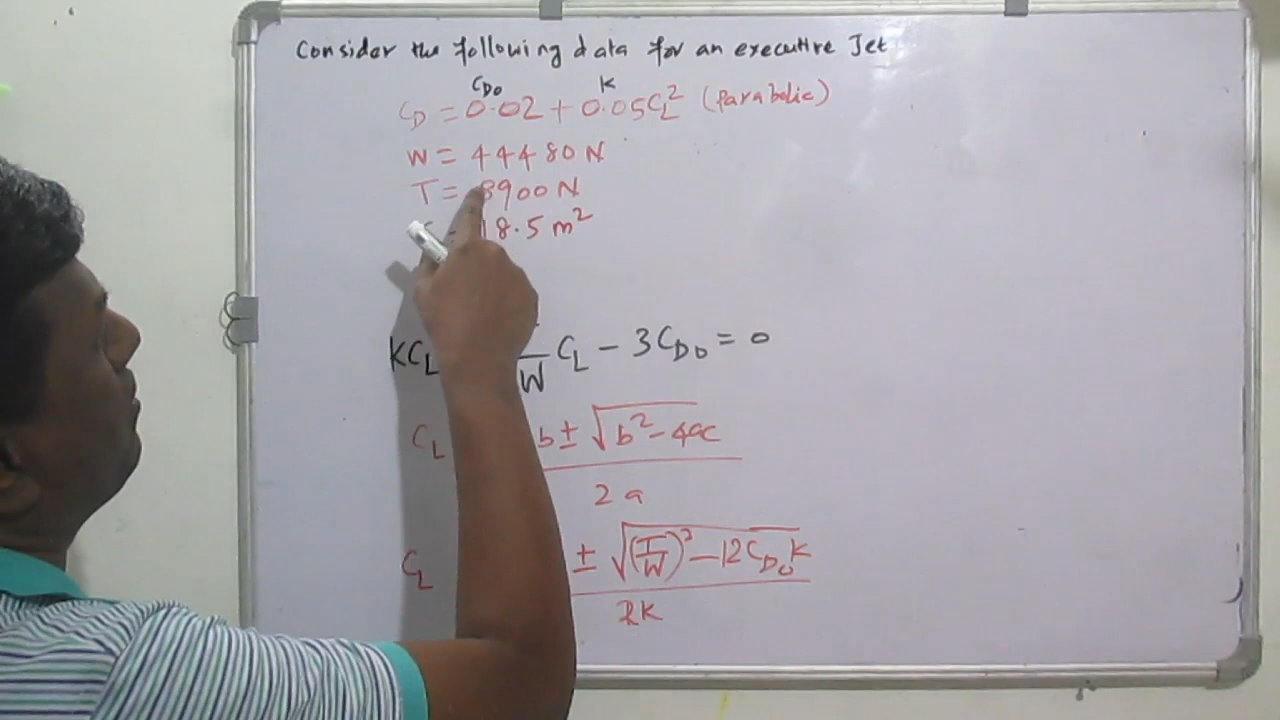 Consider the following data for an executive Jet
CD0 K
CD = 0.02 + 0.05CL² (Parabolic)
W = 44480 N
T = 8900 N
18.5 m²
KCL W CL - 3CD0 = 0
CL b ± √b²-4ac
2a
CL ± √(T/W)² - 12CD0K
2K